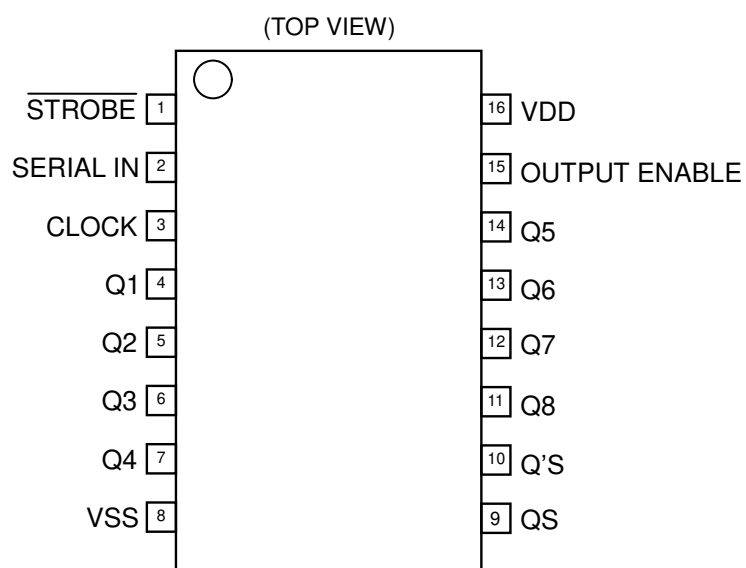 (TOP VIEW)
STROBE 1
SERIAL IN 2
CLOCK 3
Q1 4
Q2 5
Q3 6
Q4 7
VSS 8
16 VDD
15 OUTPUT ENABLE
14 Q5
13 Q6
12 Q7
11 Q8
10 Q’S
9 QS